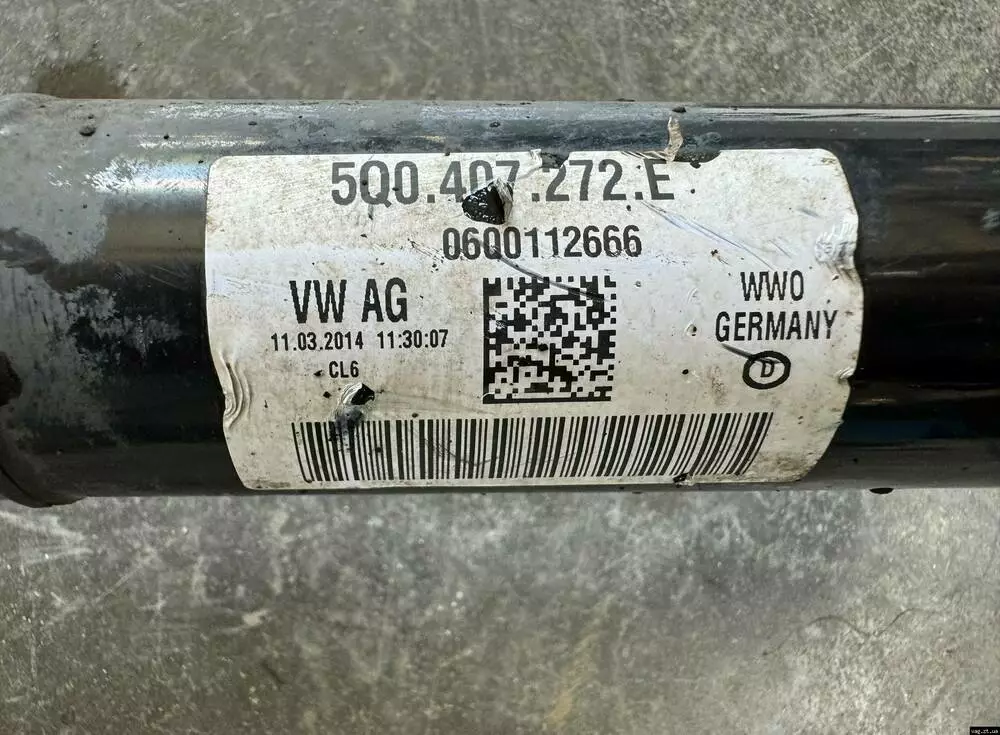 5Q0.407.272.E
0600112666
VW AG
11.03.2014 11:30:07
CL6
WWO
GERMANY
D
vag.zt.ua